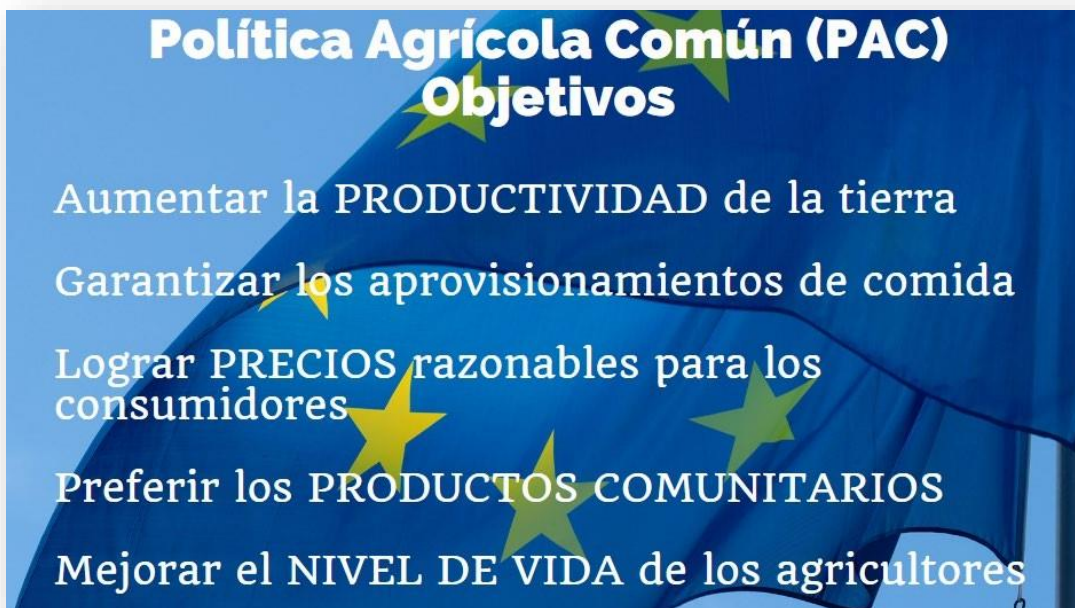 Política Agrícola Común (PAC)
Objetivos
Aumentar la PRODUCTIVIDAD de la tierra
Garantizar los aprovisionamientos de comida
Lograr PRECIOS razonables para los
consumidores
Preferir los PRODUCTOS COMUNITARIOS
Mejorar el NIVEL DE VIDA de los agricultores